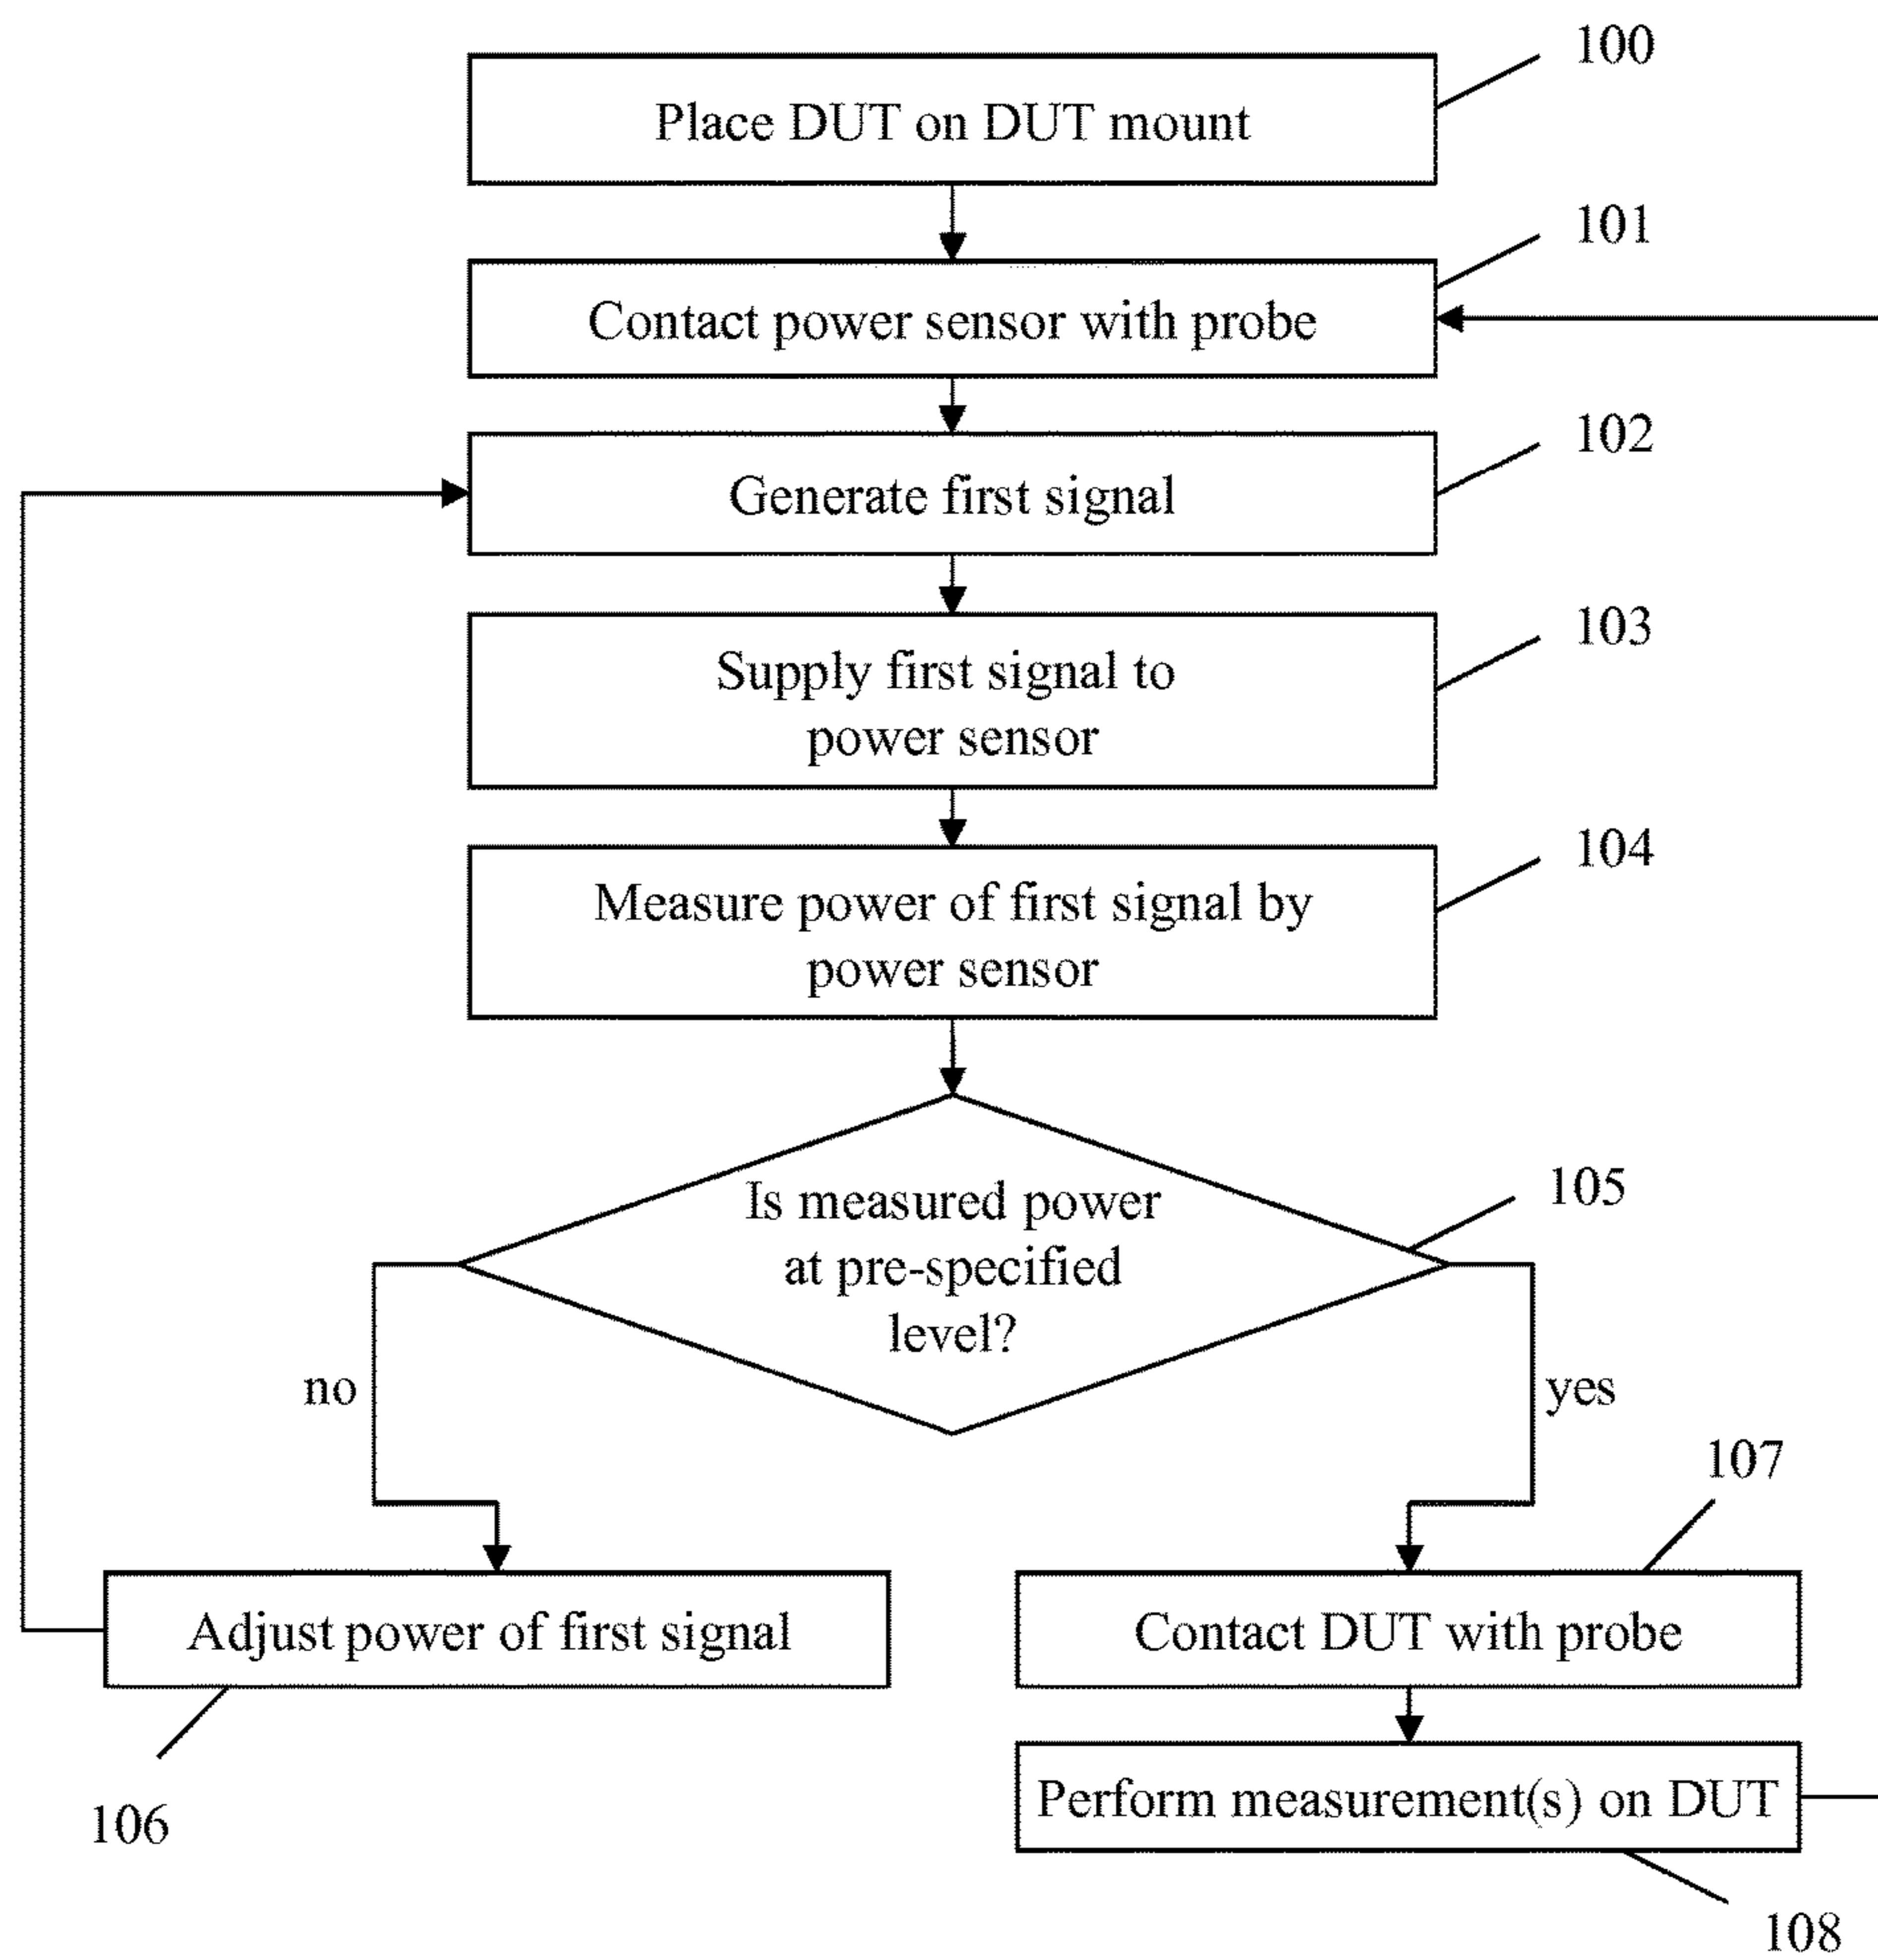 100
Place DUT on DUT mount
101
Contact power sensor with probe
102
Generate first signal
103
Supply first signal to
power sensor
104
Measure power of first signal by
power sensor
105
Is measured power
at pre-specified
level?
no
yes
107
Adjust power of first signal
Contact DUT with probe
Perform measurement(s) on DUT
106
108